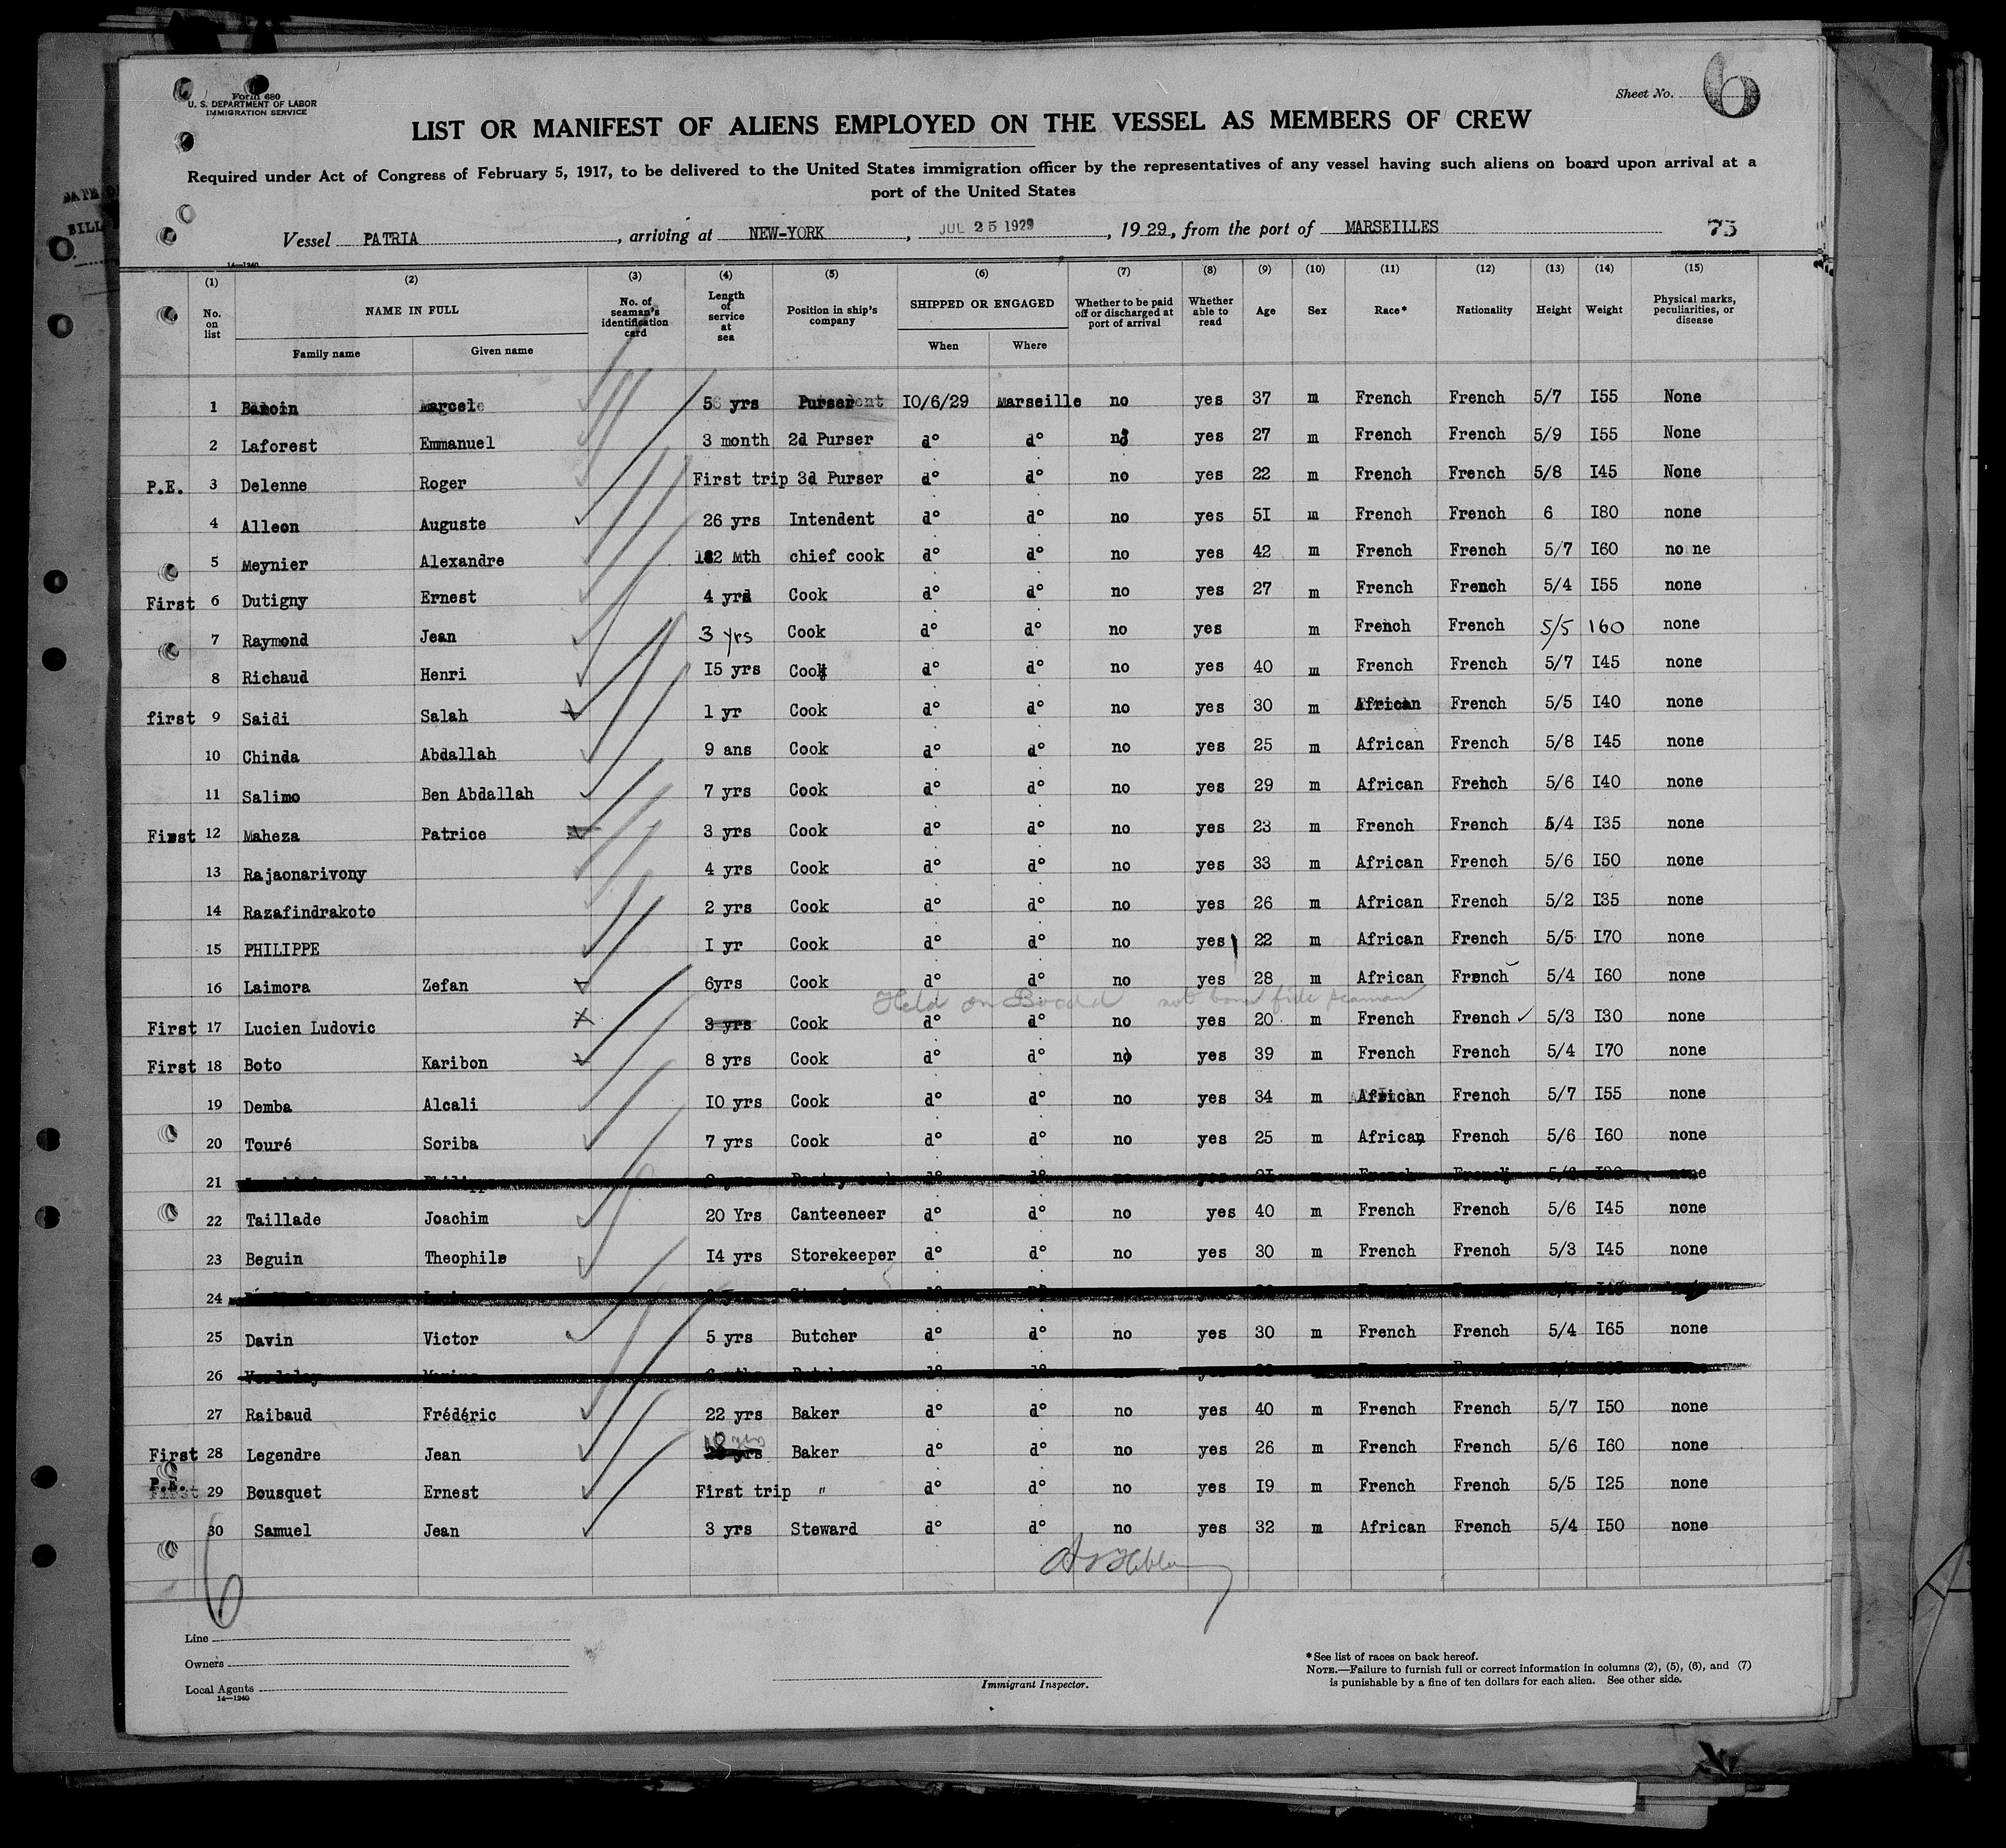 Form 680
U. S. DEPARTMENT OF LABOR
IMMIGRATION SERVICE
Sheet No. 6
LIST OR MANIFEST OF ALIENS EMPLOYED ON THE VESSEL AS MEMBERS OF CREW
Required under Act of Congress of February 5, 1917, to be delivered to the United States immigration officer by the representatives of any vessel having such aliens on board upon arrival at a
port of the United States
Vessel PATRIA, arriving at NEW-YORK, JUL 25 1929, 1929, from the port of MARSEILLES 73
14—1240
(1) (2) (3) (4) (5) (6) (7) (8) (9) (10) (11) (12) (13) (14) (15)
No. on list NAME IN FULL Family name Given name No. of seaman's identification card Length of service at sea Position in ship's company SHIPPED OR ENGAGED When Where Whether to be paid off or discharged at port of arrival Whether able to read Age Sex Race* Nationality Height Weight Physical marks, peculiarities, or disease
1 Marcel yrs Purser 10/6/29 Marseille no yes 37 m French French 5/7 155 None
2 Laforest Emmanuel 3 month 2d Purser d° d° no yes 27 m French French 5/9 155 None
P.E. 3 Delenne Roger First trip 3d Purser d° d° no yes 22 m French French 5/8 145 None
4 Alleon Auguste 26 yrs Intendent d° d° no yes 51 m French French 6 180 none
5 Meynier Alexandre Mth chief cook d° d° no yes 42 m French French 5/7 160 no ne
First 6 Dutigny Ernest 4 yrs Cook d° d° no yes 27 m French French 5/4 155 none
7 Raymond Jean 3 yrs Cook d° d° no yes m French French 5/5 160 none
8 Richaud Henri 15 yrs Cook d° d° no yes 40 m French French 5/7 145 none
first 9 Saidi Salah 1 yr Cook d° d° no yes 30 m African French 5/5 140 none
10 Chinda Abdallah 9 ans Cook d° d° no yes 25 m African French 5/8 145 none
11 Salimo Ben Abdallah 7 yrs Cook d° d° no yes 29 m African French 5/6 140 none
First 12 Maheza Patrice 3 yrs Cook d° d° no yes 23 m French French 5/4 135 none
13 Rajaonarivony 4 yrs Cook d° d° no yes 33 m African French 5/6 150 none
14 Razafindrakoto 2 yrs Cook d° d° no yes 26 m African French 5/2 135 none
15 PHILIPPE 1 yr Cook d° d° no yes 22 m African French 5/5 170 none
16 Laimora Zefan 6yrs Cook d° d° no yes 28 m African French 5/4 160 none
Held on Board not bona fide seaman
First 17 Lucien Ludovic 3 yrs Cook d° d° no yes 20 m French French 5/3 130 none
First 18 Boto Karibon 8 yrs Cook d° d° no yes 39 m French French 5/4 170 none
19 Demba Alcali 10 yrs Cook d° d° no yes 34 m African French 5/7 155 none
20 Touré Soriba 7 yrs Cook d° d° no yes 25 m African French 5/6 160 none
21
22 Taillade Joachim 20 Yrs Canteeneer d° d° no yes 40 m French French 5/6 145 none
23 Beguin Theophile 14 yrs Storekeeper d° d° no yes 30 m French French 5/3 145 none
24
25 Davin Victor 5 yrs Butcher d° d° no yes 30 m French French 5/4 165 none
26
27 Raibaud Frédéric 22 yrs Baker d° d° no yes 40 m French French 5/7 150 none
First 28 Legendre Jean yrs Baker d° d° no yes 26 m French French 5/6 160 none
P.E. First 29 Bousquet Ernest First trip " d° d° no yes 19 m French French 5/5 125 none
30 Samuel Jean 3 yrs Steward d° d° no yes 32 m African French 5/4 150 none
6
Line
Owners
Local Agents
14—1240
Immigrant Inspector.
*See list of races on back hereof.
NOTE.—Failure to furnish full or correct information in columns (2), (5), (6), and (7)
is punishable by a fine of ten dollars for each alien. See other side.